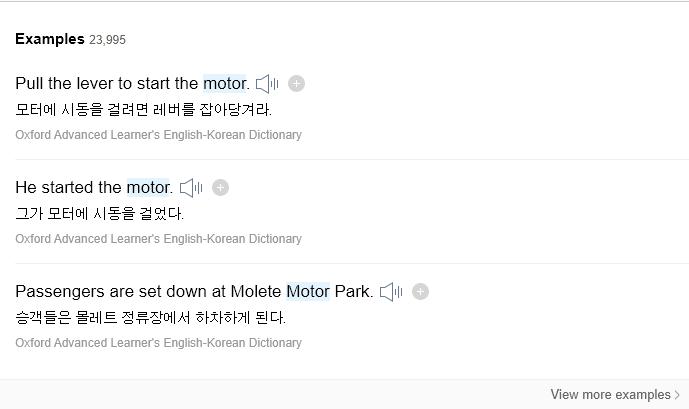 Examples 23,995
Pull the lever to start the motor.
모터에 시동을 걸려면 레버를 잡아당겨라.
Oxford Advanced Learner's English-Korean Dictionary
He started the motor.
그가 모터에 시동을 걸었다.
Oxford Advanced Learner's English-Korean Dictionary
Passengers are set down at Molete Motor Park.
승객들은 몰레트 정류장에서 하차하게 된다.
Oxford Advanced Learner's English-Korean Dictionary
View more examples